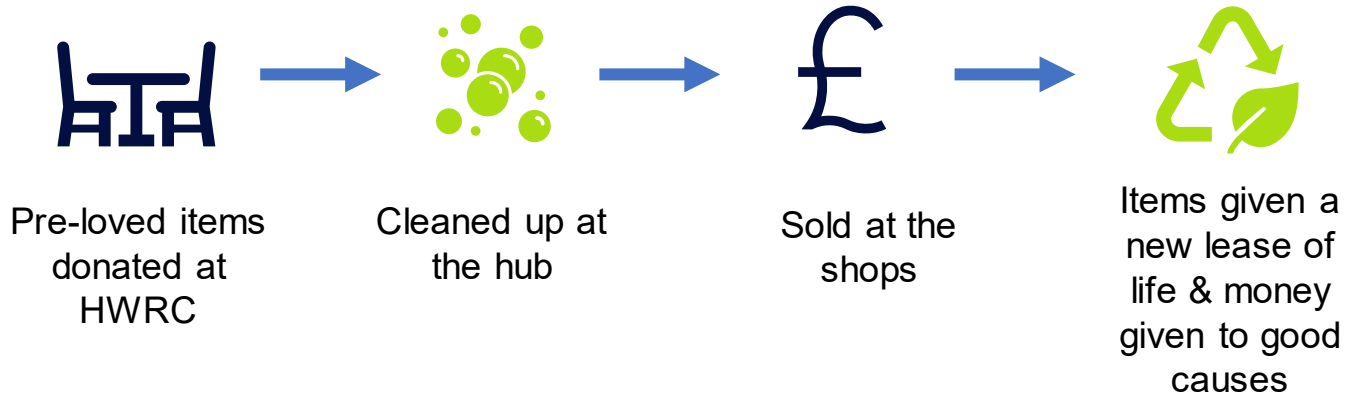 Pre-loved items
donated at
HWRC
Cleaned up at
the hub
£
Sold at the
shops
Items given a
new lease of
life & money
given to good
causes